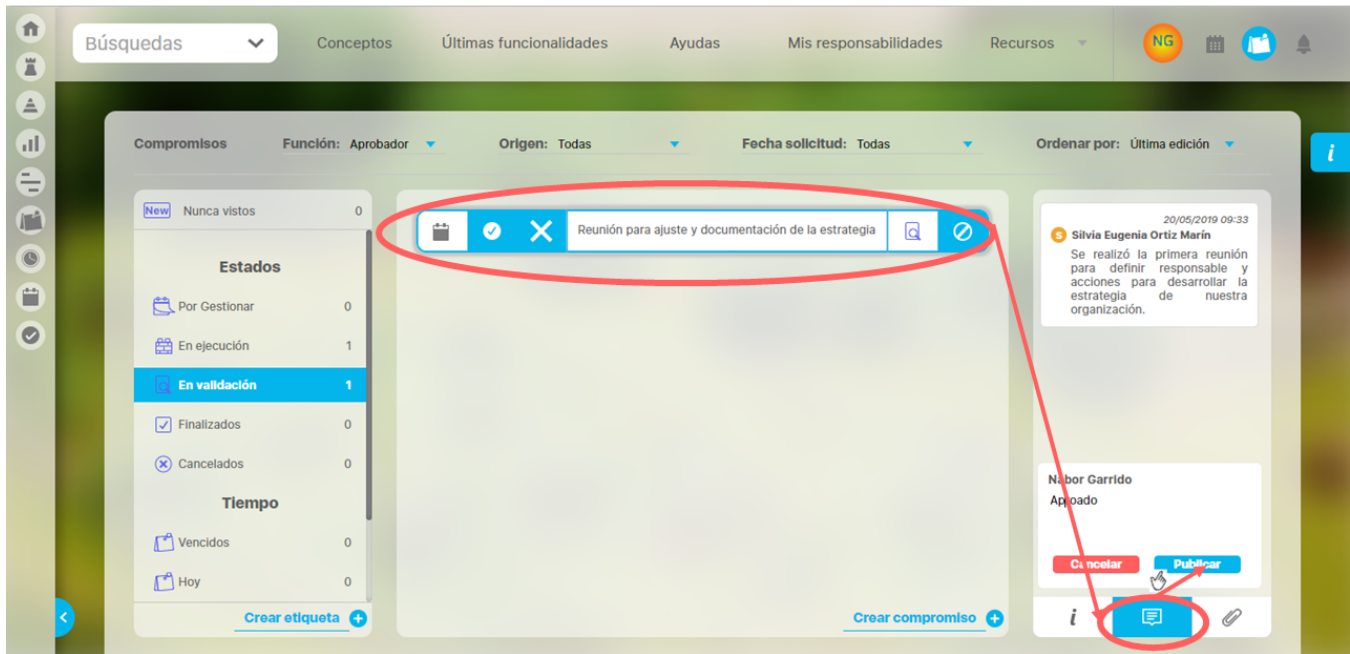 Búsquedas
Conceptos
Últimas funcionalidades
Ayudas
Mis responsabilidades
Recursos
NG
Compromisos
Función: Aprobador
Origen: Todas
Fecha solicitud: Todas
Ordenar por: Última edición
i
New Nunca vistos 0
Estados
Por Gestionar 0
En ejecución 1
En validación 1
Finalizados 0
Cancelados 0
Tiempo
Vencidos 0
Hoy 0
Crear etiqueta
Reunión para ajuste y documentación de la estrategia
Crear compromiso
20/05/2019 09:33
S Silvia Eugenia Ortiz Marín
Se realizó la primera reunión
para definir responsable y
acciones para desarrollar la
estrategia de nuestra
organización.
Nabor Garrido
Aprobado
Cancelar
Publicar
i